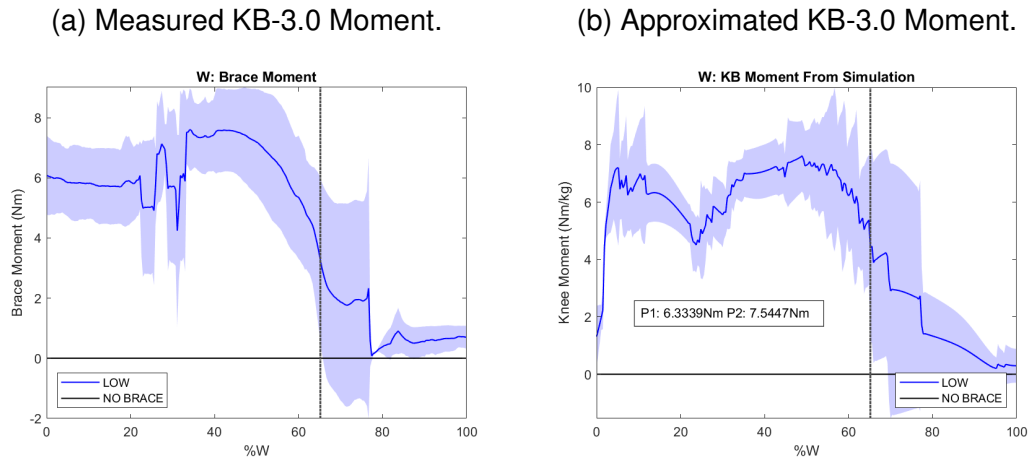 (a) Measured KB-3.0 Moment.
W: Brace Moment
Brace Moment (Nm)
8
6
4
2
0
-2
0
20
40
60
80
100
%W
LOW
NO BRACE
(b) Approximated KB-3.0 Moment.
W: KB Moment From Simulation
Knee Moment (Nm/kg)
10
8
6
4
2
0
P1: 6.3339Nm P2: 7.5447Nm
0
20
40
60
80
100
%W
LOW
NO BRACE